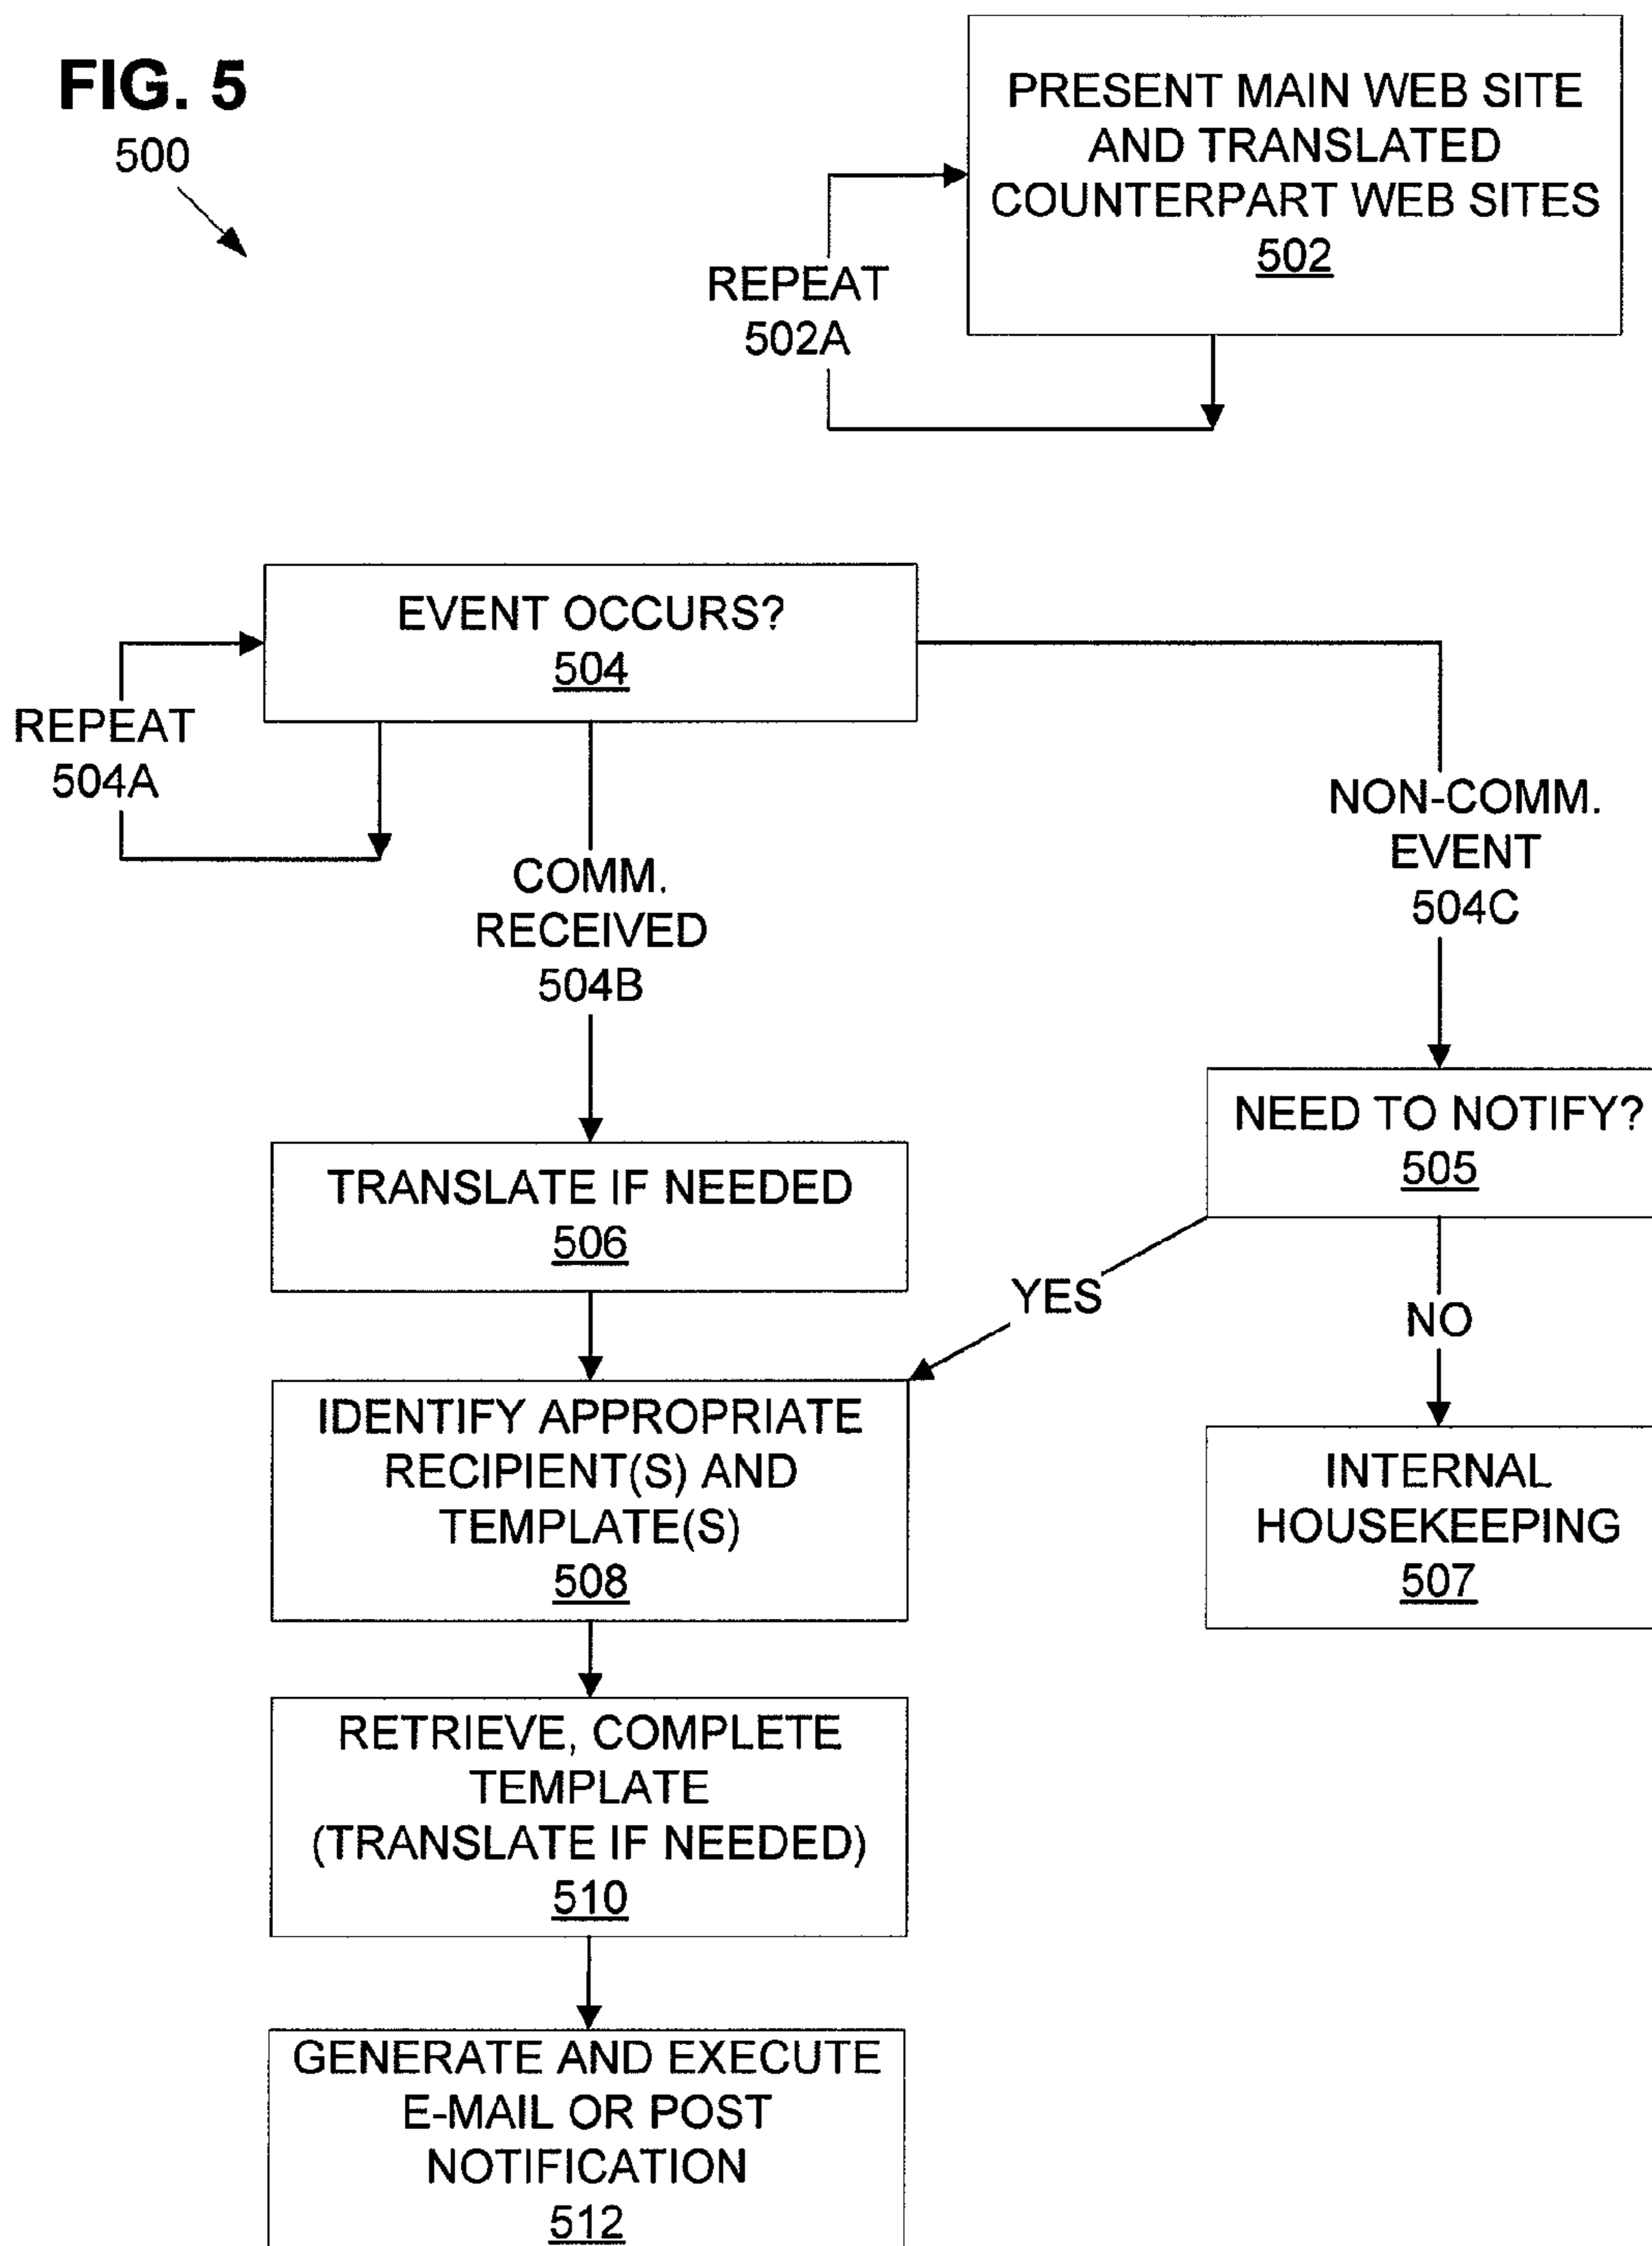 FIG. 5
500
PRESENT MAIN WEB SITE
AND TRANSLATED
COUNTERPART WEB SITES
502
REPEAT
502A
EVENT OCCURS?
504
REPEAT
504A
COMM.
RECEIVED
504B
NON-COMM.
EVENT
504C
NEED TO NOTIFY?
505
TRANSLATE IF NEEDED
506
YES
NO
IDENTIFY APPROPRIATE
RECIPIENT(S) AND
TEMPLATE(S)
508
INTERNAL
HOUSEKEEPING
507
RETRIEVE, COMPLETE
TEMPLATE
(TRANSLATE IF NEEDED)
510
GENERATE AND EXECUTE
E-MAIL OR POST
NOTIFICATION
512